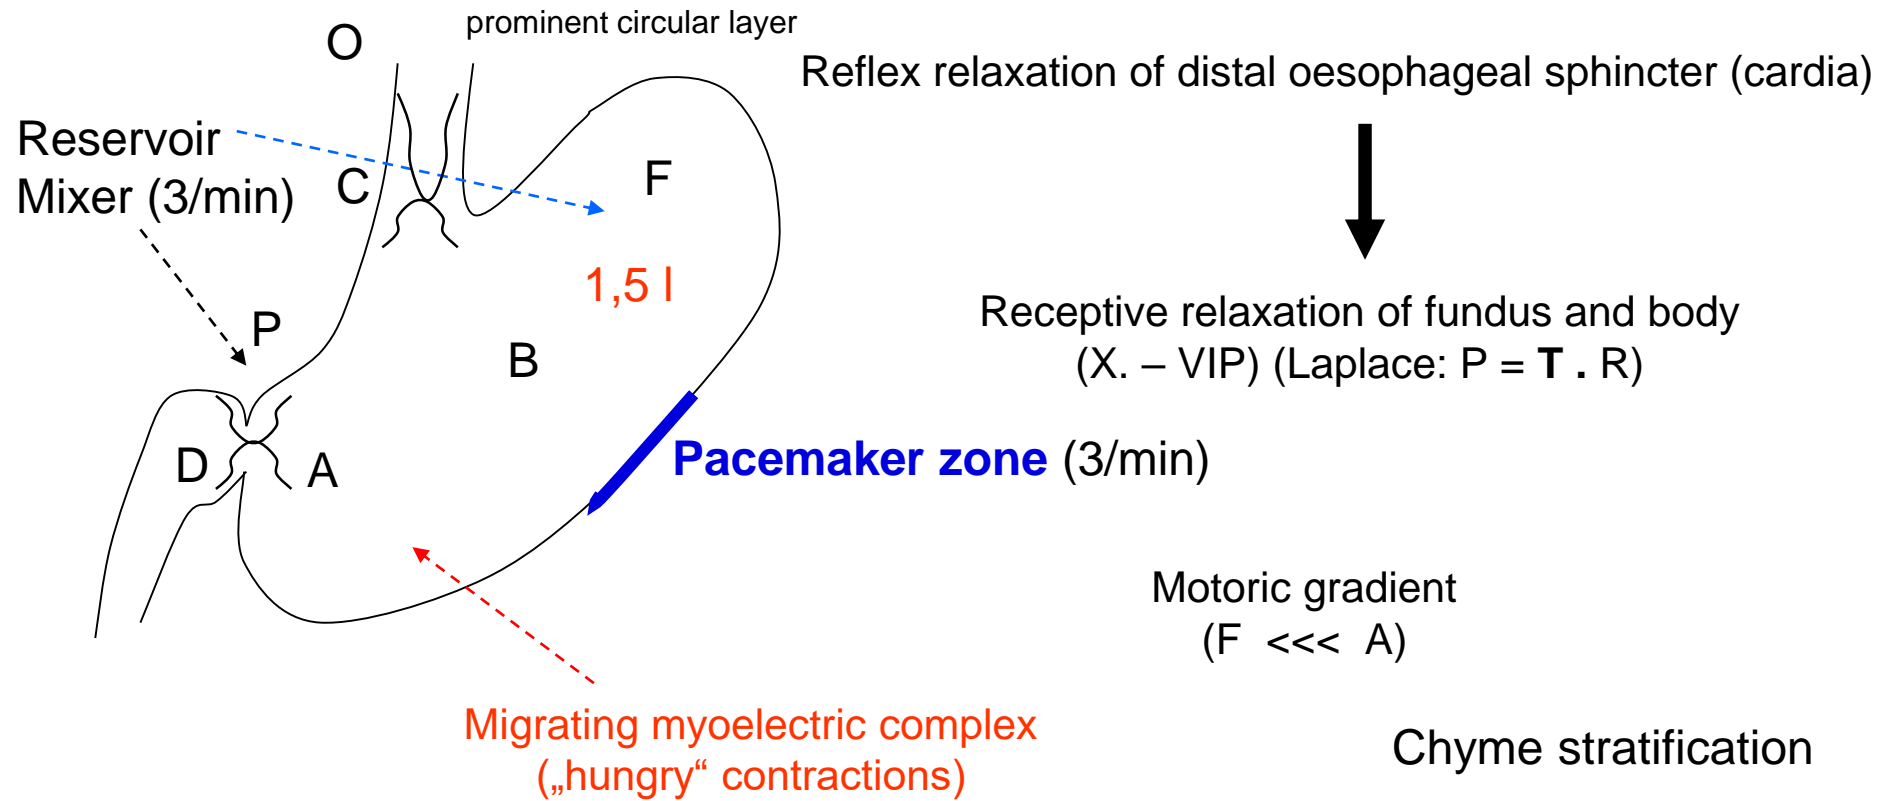 prominent circular layer
O
Reflex relaxation of distal oesophageal sphincter (cardia)
Reservoir
Mixer (3/min)
C
F
1,5 l
P
B
Receptive relaxation of fundus and body
(X. – VIP) (Laplace: P = T . R)
D
A
Pacemaker zone (3/min)
Motoric gradient
(F <<< A)
Migrating myoelectric complex
(„hungry“ contractions)
Chyme stratification